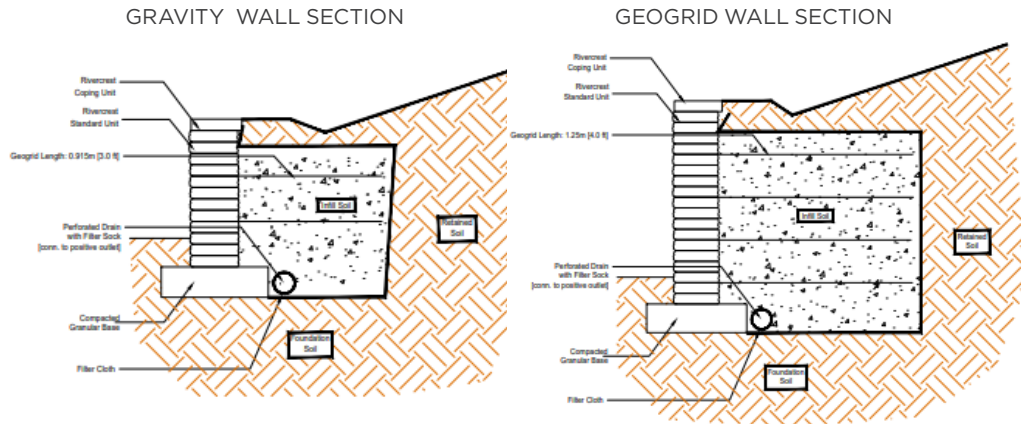 GRAVITY WALL SECTION
Rivercrest
Coping Unit
Rivercrest
Standard Unit
Geogrid Length: 0.915m [3.0 ft]
Infill Soil
Retained
Soil
Perforated Drain
with Filter Sock
[conn. to positive outlet]
Compacted
Granular Base
Foundation
Soil
Filter Cloth
GEOGRID WALL SECTION
Rivercrest
Coping Unit
Rivercrest
Standard Unit
Geogrid Length: 1.25m [4.0 ft]
Infill Soil
Retained
Soil
Perforated Drain
with Filter Sock
[conn. to positive outlet]
Compacted
Granular Base
Foundation
Soil
Filter Cloth